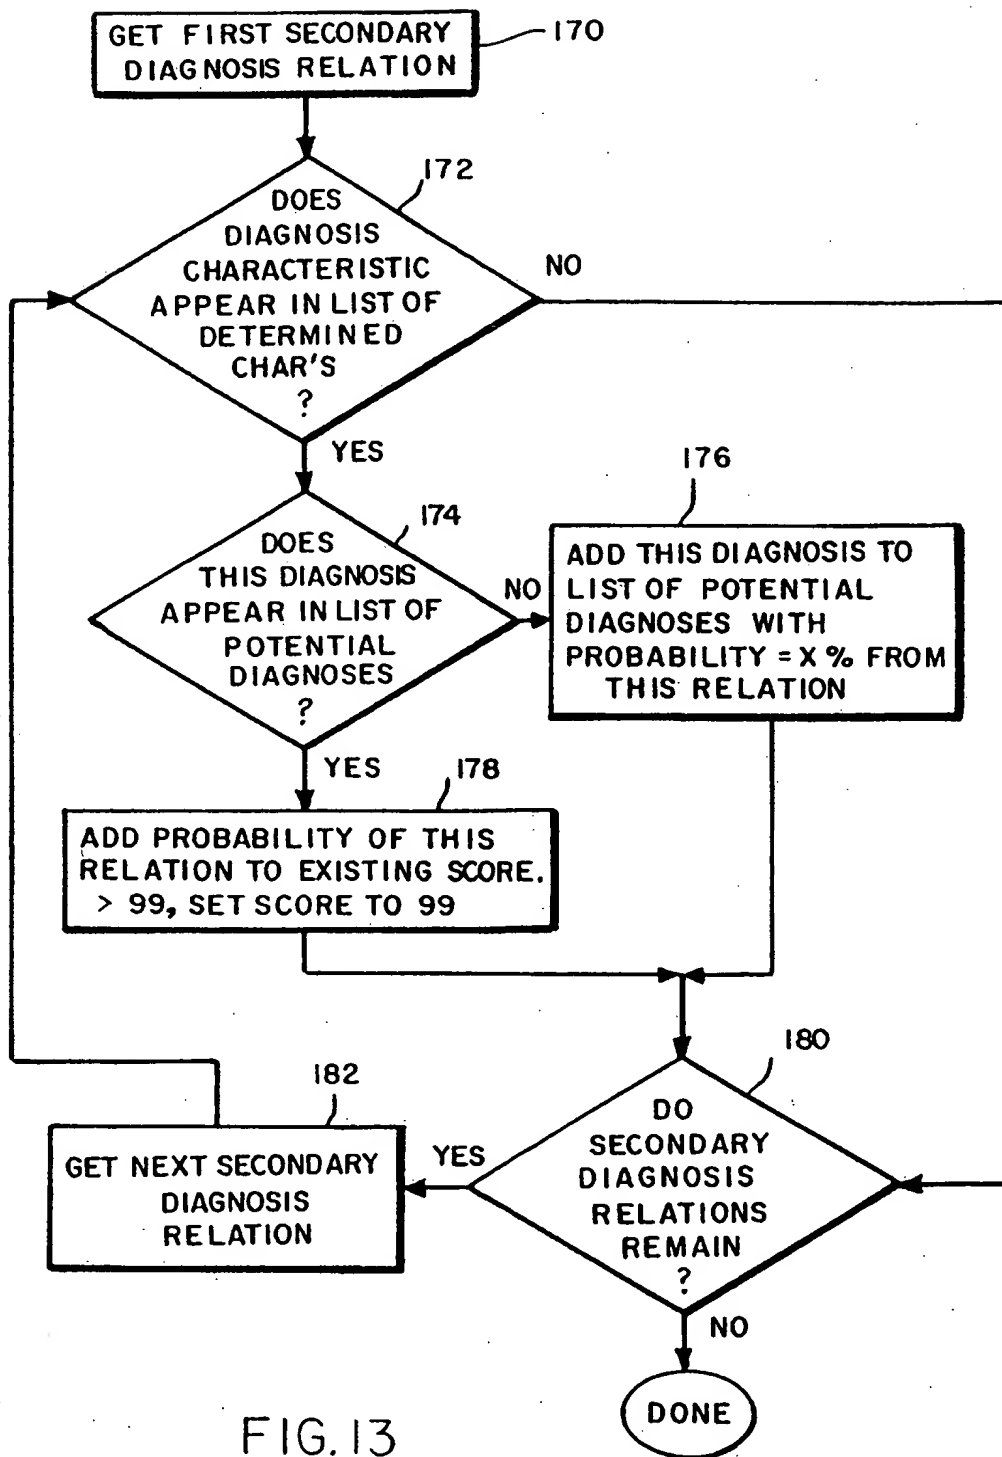 GET FIRST SECONDARY
DIAGNOSIS RELATION
170
172
DOES
DIAGNOSIS
CHARACTERISTIC
APPEAR IN LIST OF
DETERMINED
CHAR'S
?
NO
YES
174
DOES
THIS DIAGNOSIS
APPEAR IN LIST OF
POTENTIAL
DIAGNOSES
?
NO
176
ADD THIS DIAGNOSIS TO
LIST OF POTENTIAL
DIAGNOSES WITH
PROBABILITY = X % FROM
THIS RELATION
YES
178
ADD PROBABILITY OF THIS
RELATION TO EXISTING SCORE.
> 99, SET SCORE TO 99
180
DO
SECONDARY
DIAGNOSIS
RELATIONS
REMAIN
?
YES
182
GET NEXT SECONDARY
DIAGNOSIS
RELATION
NO
DONE
FIG. 13